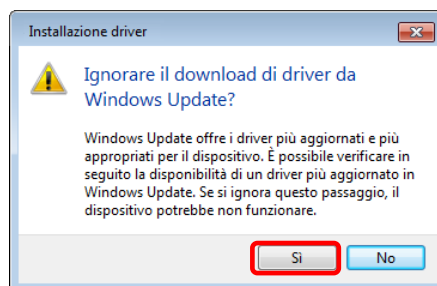 Installazione driver
Ignorare il download di driver da
Windows Update?
Windows Update offre i driver più aggiornati e più
appropriati per il dispositivo. È possibile verificare in
seguito la disponibilità di un driver più aggiornato in
Windows Update. Se si ignora questo passaggio, il
dispositivo potrebbe non funzionare.
Sì No